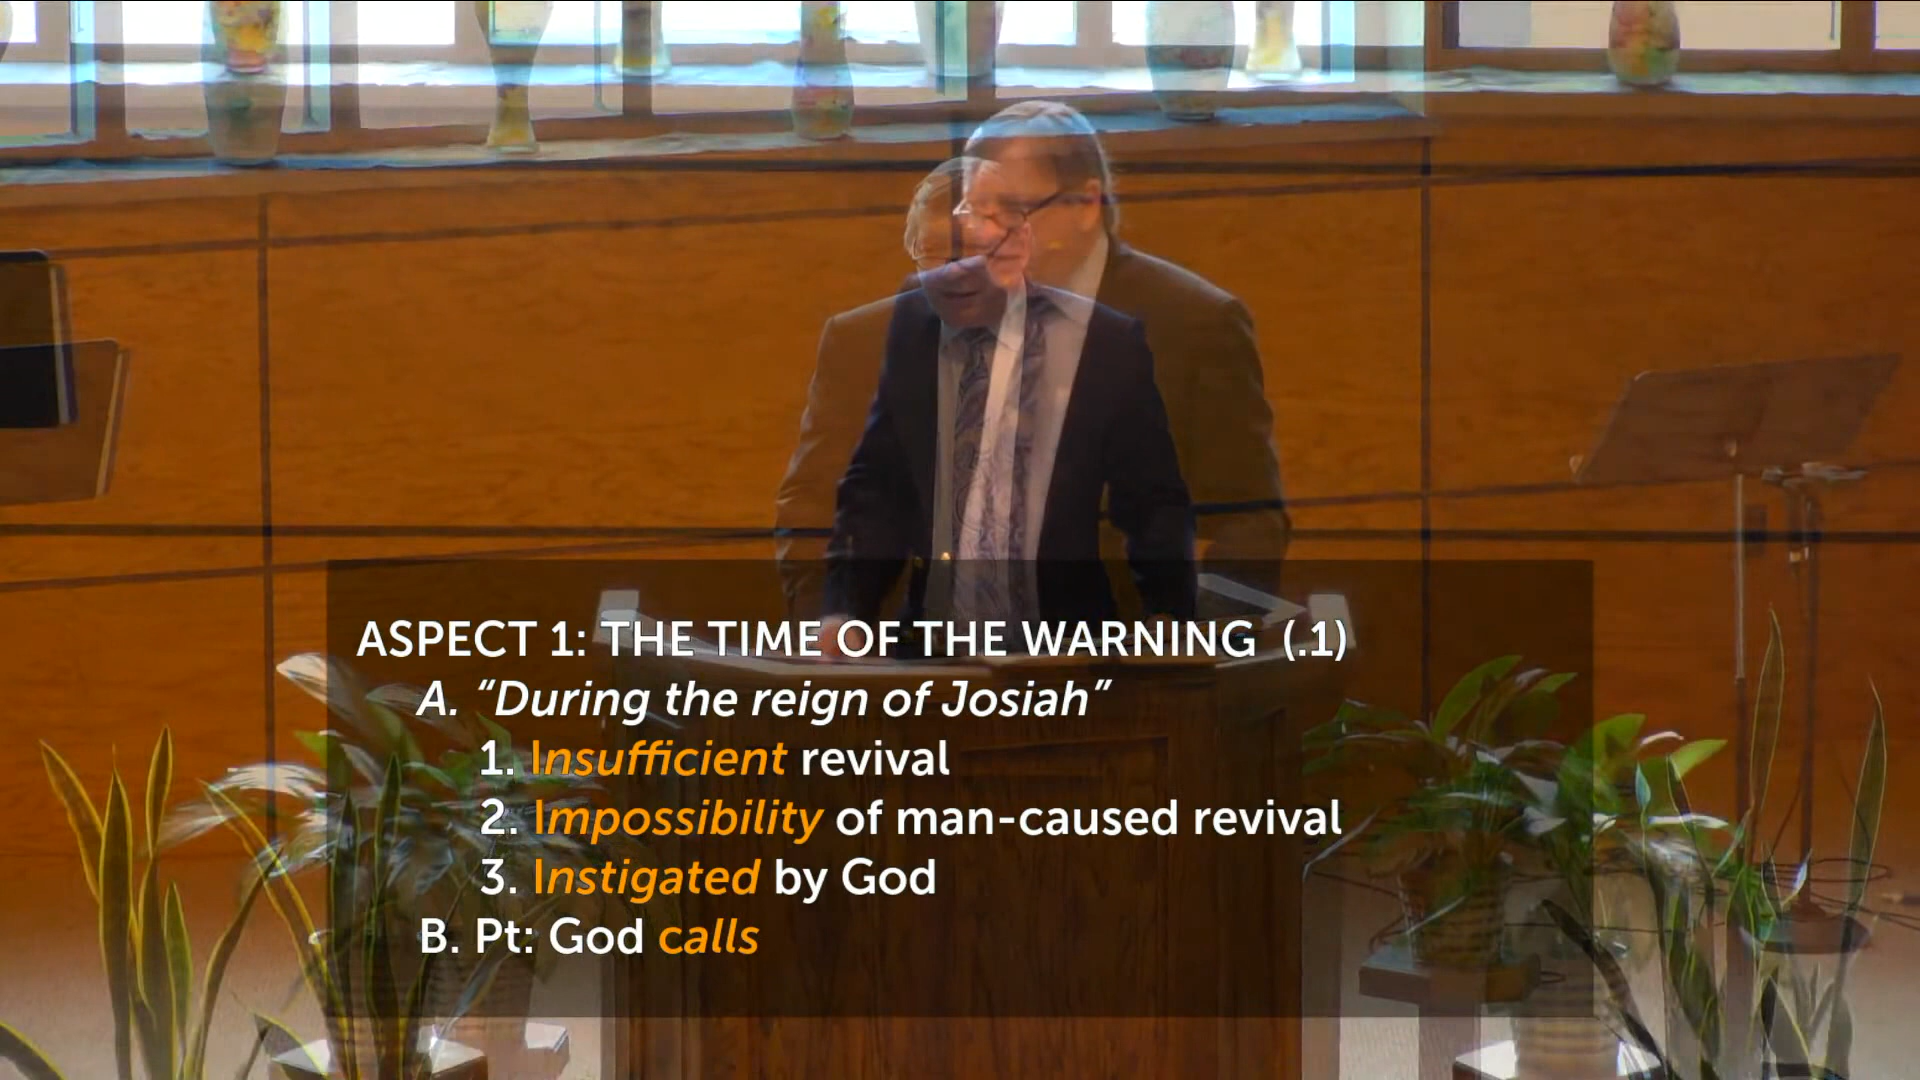 ASPECT 1: THE TIME OF THE WARNING (.1)
A. “During the reign of Josiah”
1. Insufficient revival
2. Impossibility of man-caused revival
3. Instigated by God
B. Pt: God calls